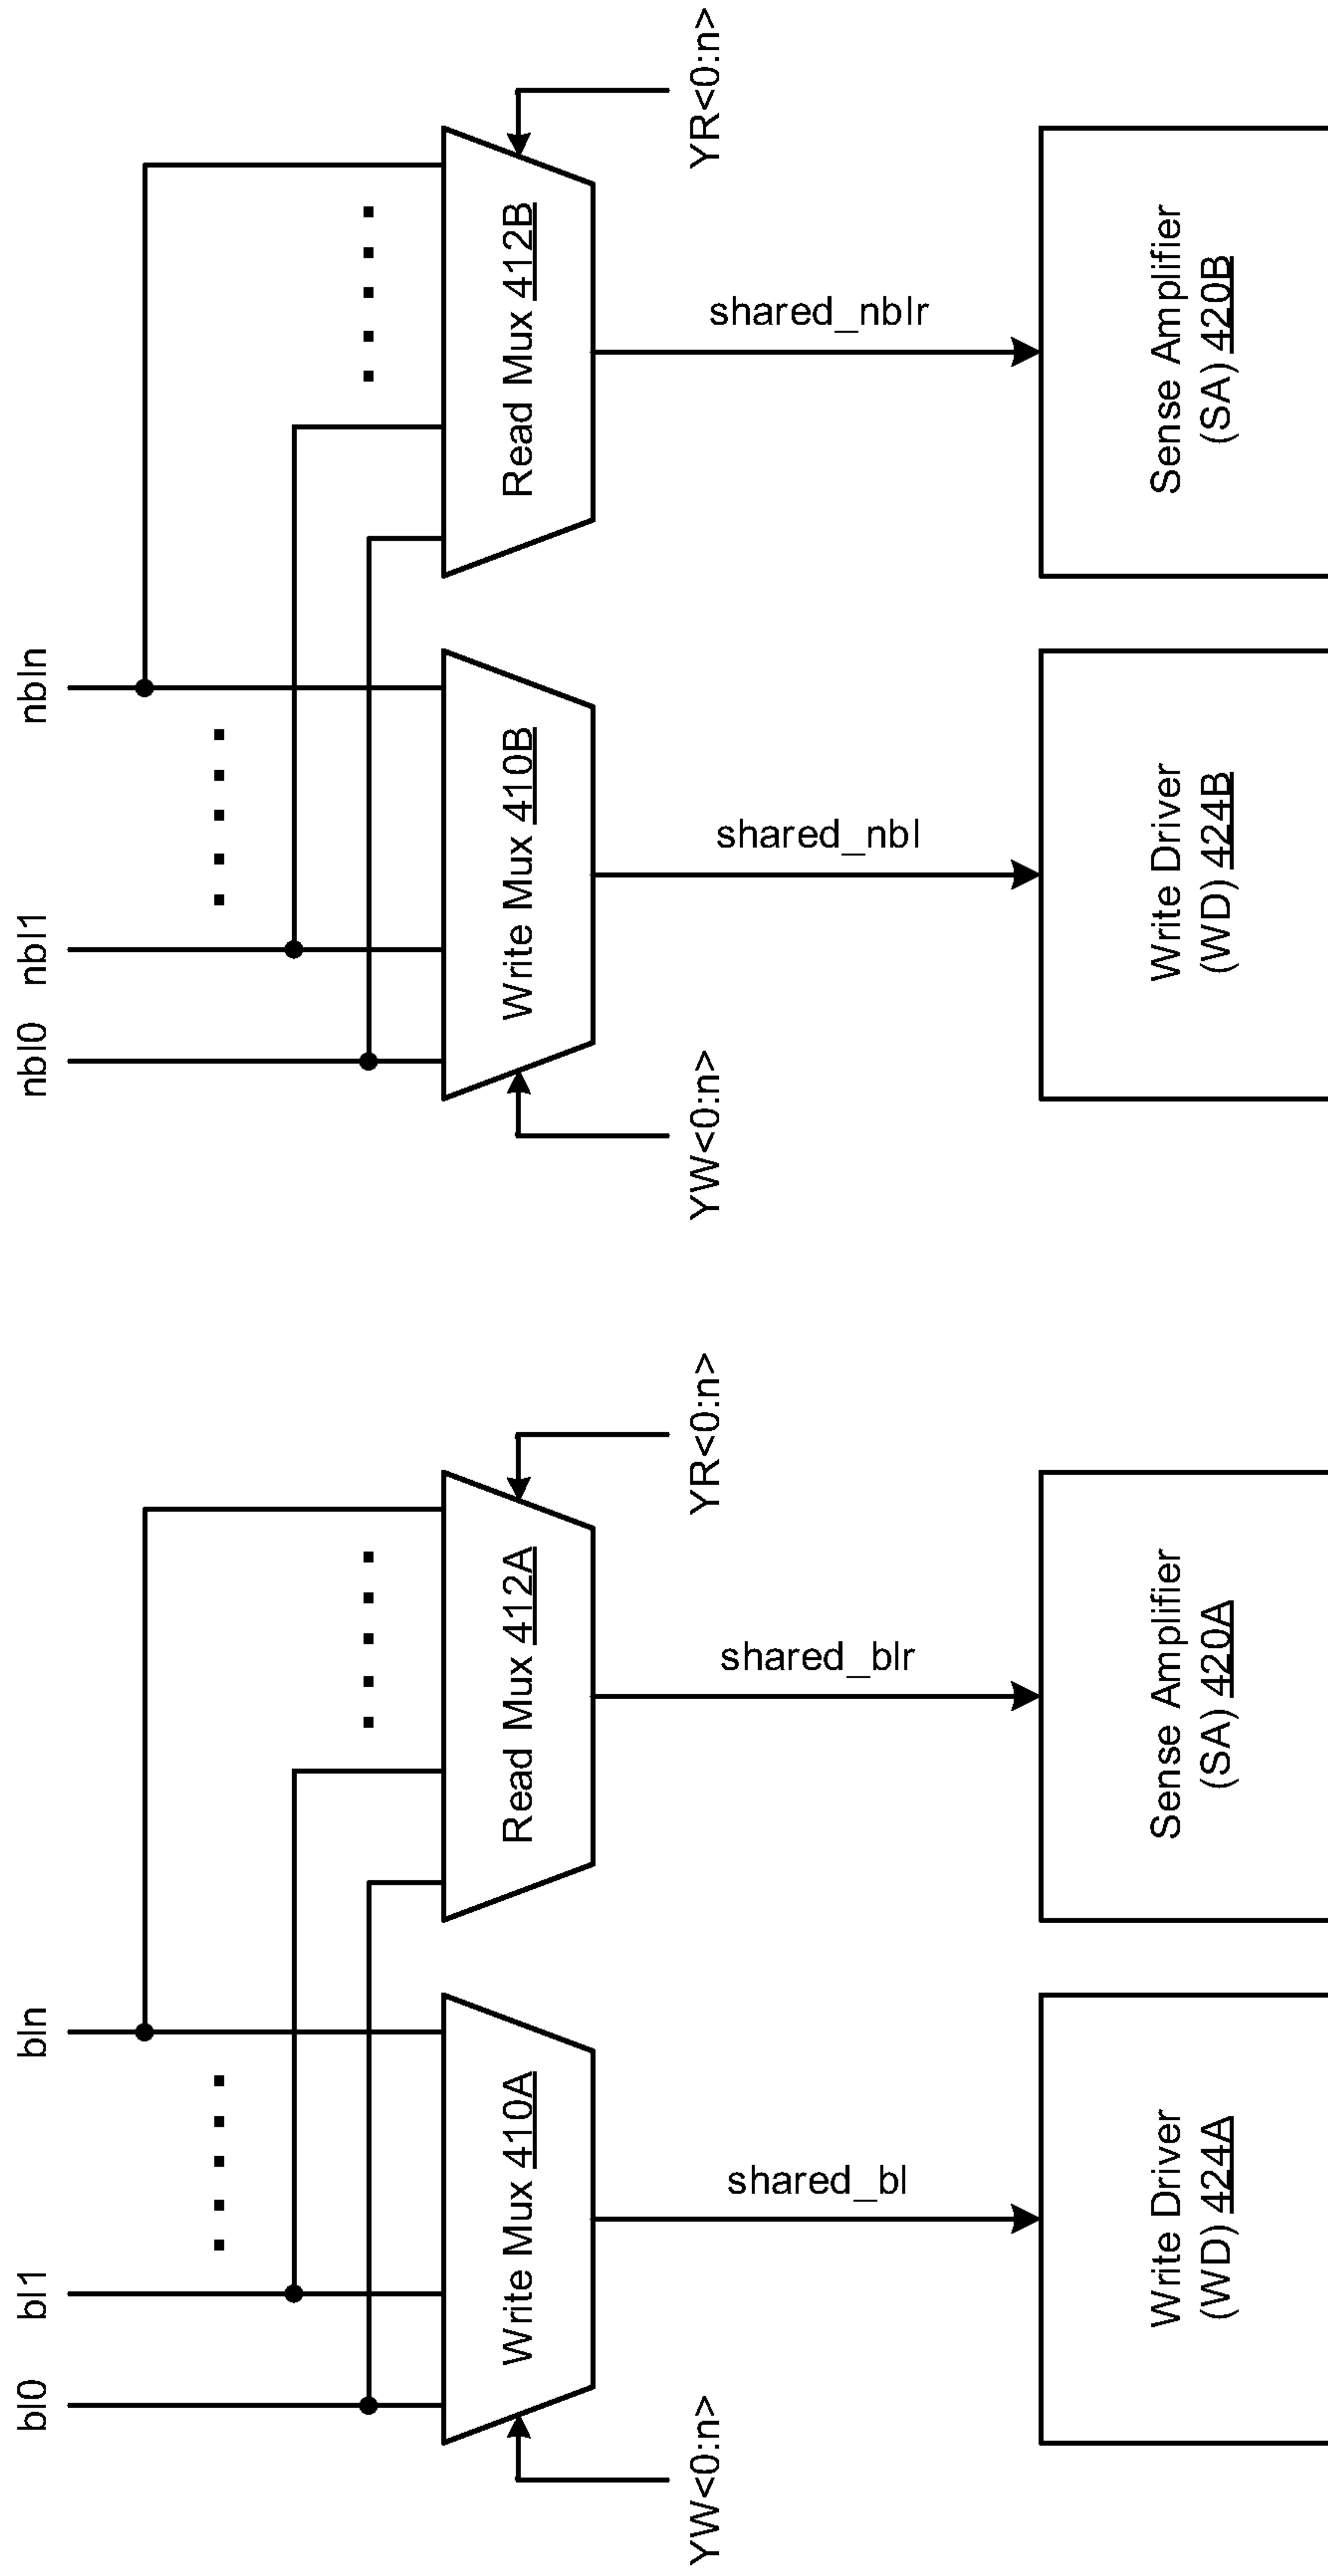 bl0
bl1
bln
nbl0
nbl1
nbln
Write Mux 410A
Read Mux 412A
Write Mux 410B
Read Mux 412B
YW<0:n>
YR<0:n>
YW<0:n>
YR<0:n>
shared_bl
shared_blr
shared_nbl
shared_nblr
Write Driver
(WD) 424A
Sense Amplifier
(SA) 420A
Write Driver
(WD) 424B
Sense Amplifier
(SA) 420B